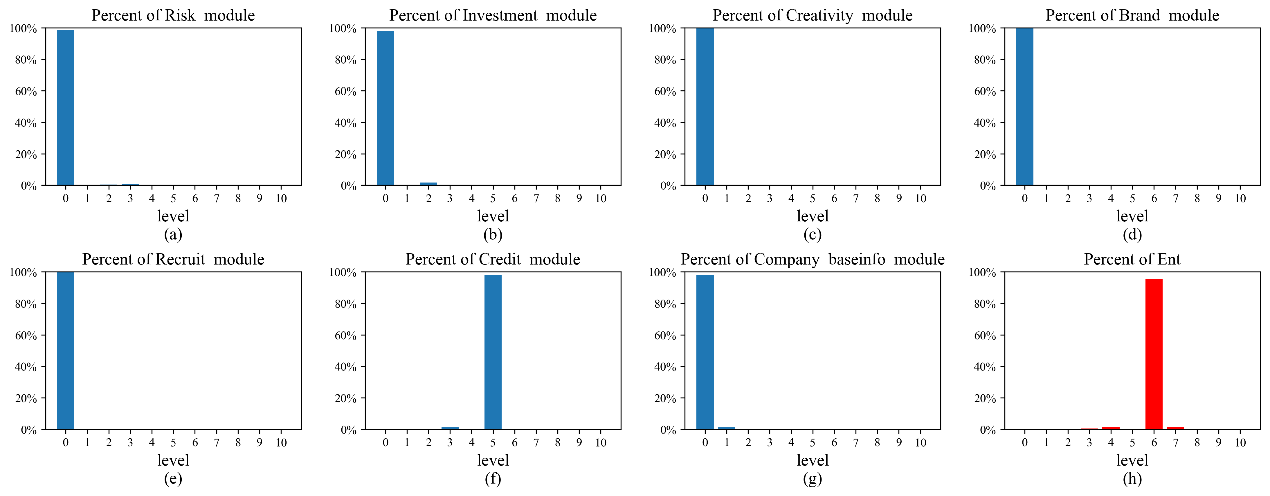 Percent of Risk module
100%
80%
60%
40%
20%
0%
0 1 2 3 4 5 6 7 8 9 10
level
(a)
Percent of Investment module
100%
80%
60%
40%
20%
0%
0 1 2 3 4 5 6 7 8 9 10
level
(b)
Percent of Creativity module
100%
80%
60%
40%
20%
0%
0 1 2 3 4 5 6 7 8 9 10
level
(c)
Percent of Brand module
100%
80%
60%
40%
20%
0%
0 1 2 3 4 5 6 7 8 9 10
level
(d)
Percent of Recruit module
100%
80%
60%
40%
20%
0%
0 1 2 3 4 5 6 7 8 9 10
level
(e)
Percent of Credit module
100%
80%
60%
40%
20%
0%
0 1 2 3 4 5 6 7 8 9 10
level
(f)
Percent of Company baseinfo module
100%
80%
60%
40%
20%
0%
0 1 2 3 4 5 6 7 8 9 10
level
(g)
Percent of Ent
100%
80%
60%
40%
20%
0%
0 1 2 3 4 5 6 7 8 9 10
level
(h)